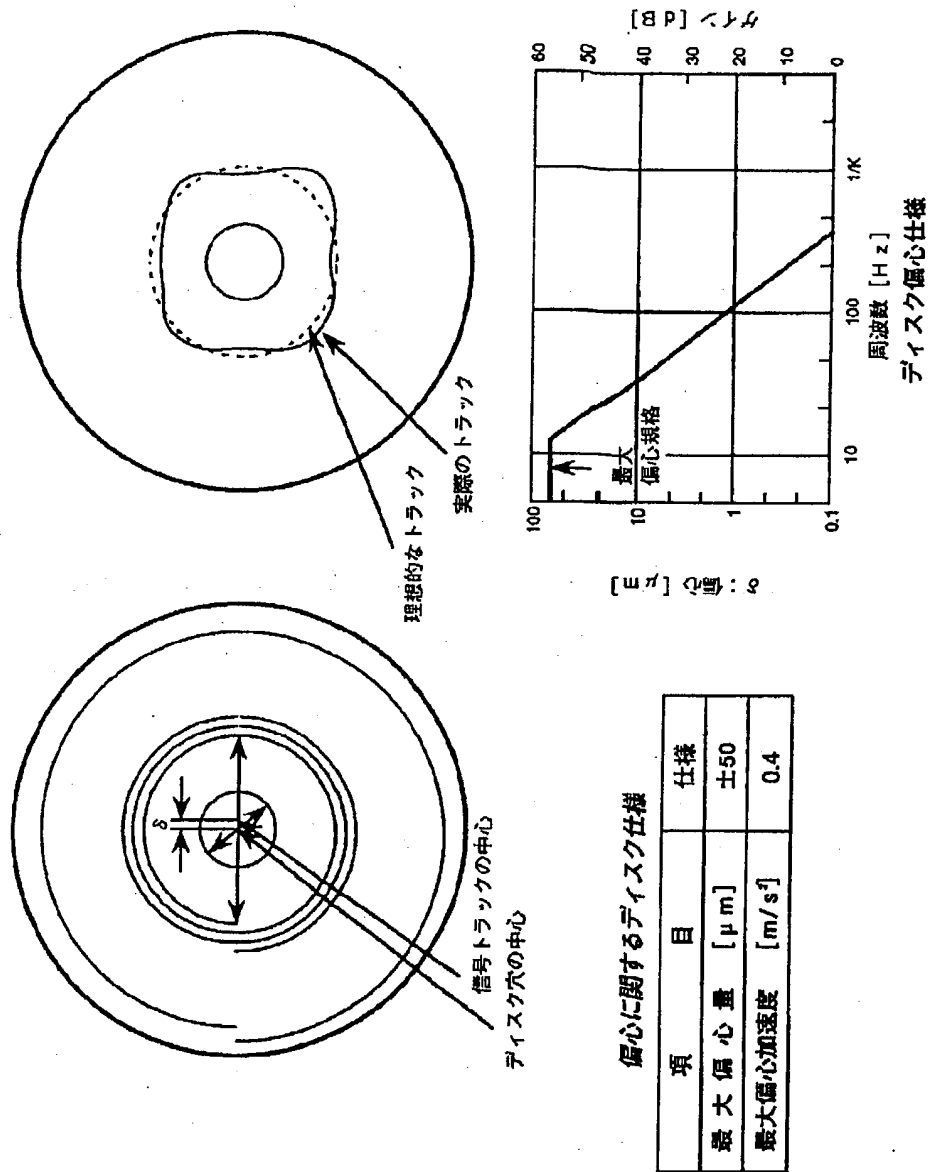 δ
信号トラックの中心
ディスク穴の中心
理想的なトラック
実際のトラック
偏心に関するディスク仕様
項 目 仕様
最大偏心量 [μm] ±50
最大偏心加速度 [m/s²] 0.4
δ:偏心 [μm]
100
10
1
0.1
最大
偏心規格
ゲイン [dB]
60
50
40
30
20
10
0
10
100
1/K
周波数 [Hz]
ディスク偏心仕様